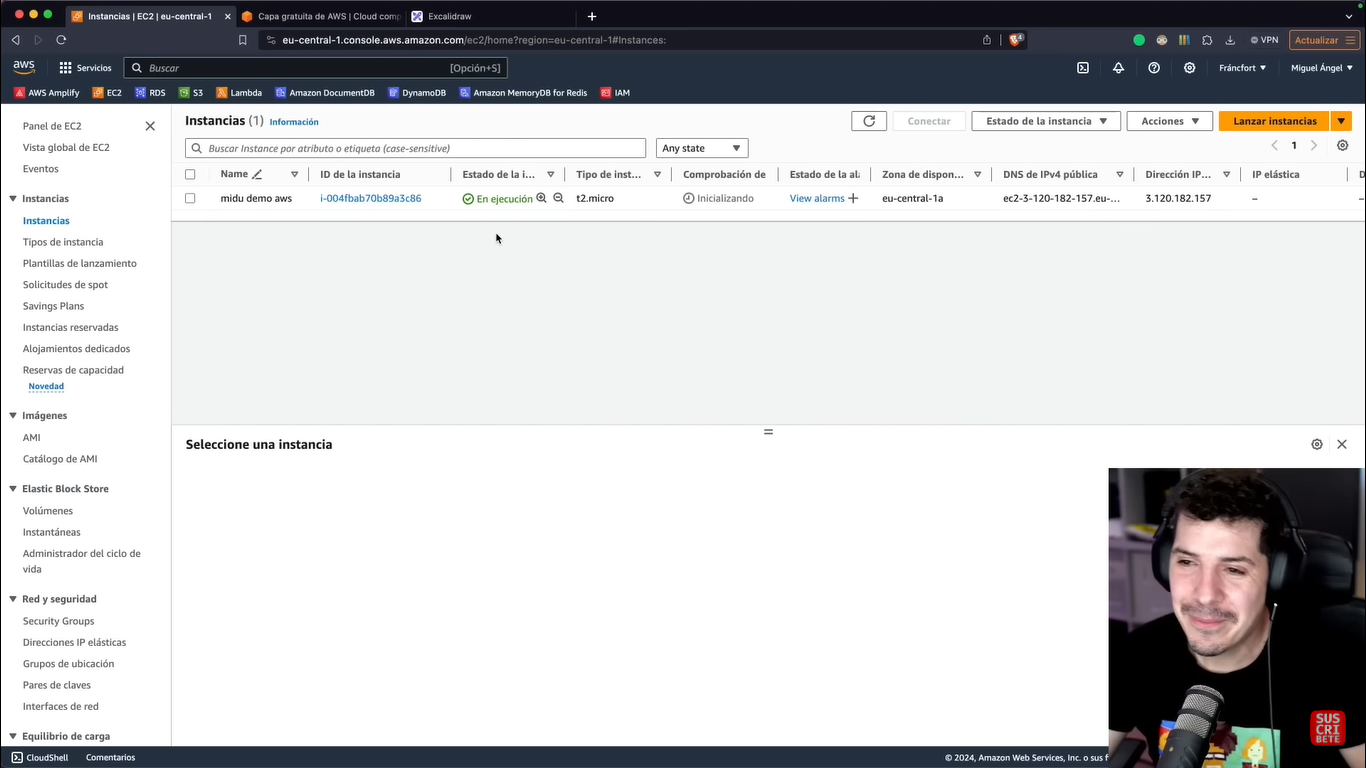 Instancias | EC2 | eu-central-1
Capa gratuita de AWS | Cloud comp
Excalidraw
eu-central-1.console.aws.amazon.com/ec2/home?region=eu-central-1#Instances:
4
VPN
Actualizar
aws
Servicios
Buscar
[Opción+S]
Fráncfort
Miguel Ángel
AWS Amplify
EC2
RDS
S3
Lambda
Amazon DocumentDB
DynamoDB
Amazon MemoryDB for Redis
IAM
Panel de EC2
Vista global de EC2
Eventos
Instancias
Instancias
Tipos de instancia
Plantillas de lanzamiento
Solicitudes de spot
Savings Plans
Instancias reservadas
Alojamientos dedicados
Reservas de capacidad
Novedad
Imágenes
AMI
Catálogo de AMI
Elastic Block Store
Volúmenes
Instantáneas
Administrador del ciclo de
vida
Red y seguridad
Security Groups
Direcciones IP elásticas
Grupos de ubicación
Pares de claves
Interfaces de red
Equilibrio de carga
Instancias (1) Información
Conectar
Estado de la instancia
Acciones
Lanzar instancias
Buscar Instance por atributo o etiqueta (case-sensitive)
Any state
1
Name
ID de la instancia
Estado de la i...
Tipo de inst...
Comprobación de
Estado de la ala
Zona de dispon...
DNS de IPv4 pública
Dirección IP...
IP elástica
D
midu demo aws
i-004fbab70b89a3c86
En ejecución
t2.micro
Inicializando
View alarms +
eu-central-1a
ec2-3-120-182-157.eu-...
3.120.182.157
–
–
Seleccione una instancia
SUS
CRI
BETE
CloudShell
Comentarios
© 2024, Amazon Web Services, Inc. o sus f